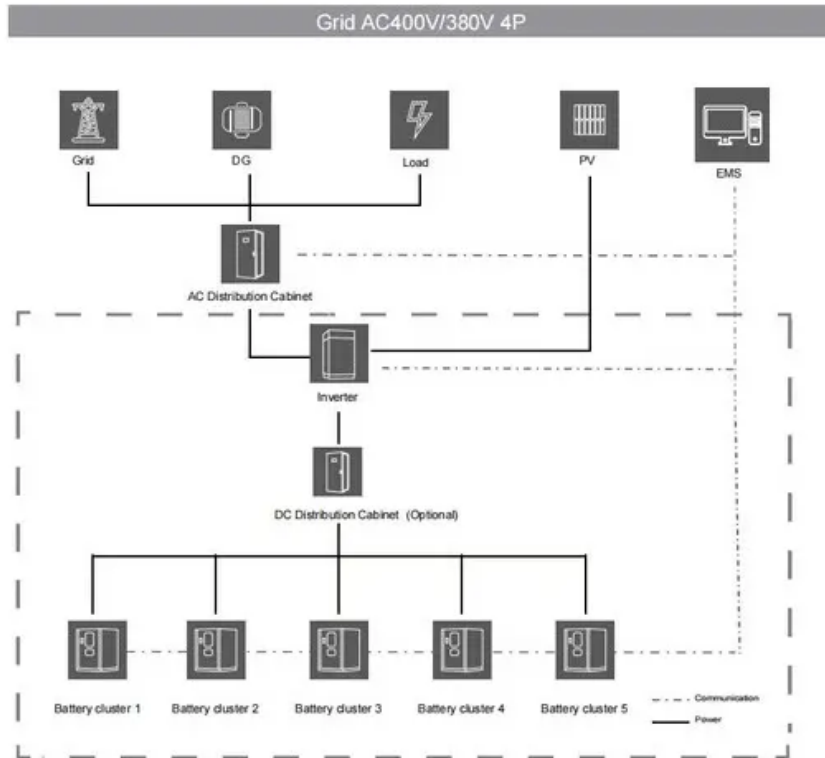 Grid AC400V/380V 4P
Grid
DG
Load
PV
EMS
AC Distribution Cabinet
Inverter
DC Distribution Cabinet (Optional)
Battery cluster 1
Battery cluster 2
Battery cluster 3
Battery cluster 4
Battery cluster 5
Communication
Power